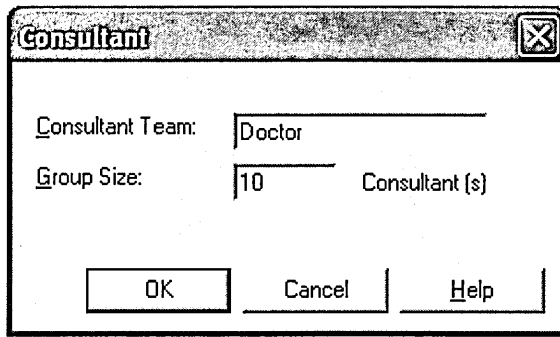 Consultant
Consultant Team: Doctor
Group Size: 10 Consultant (s)
OK Cancel Help